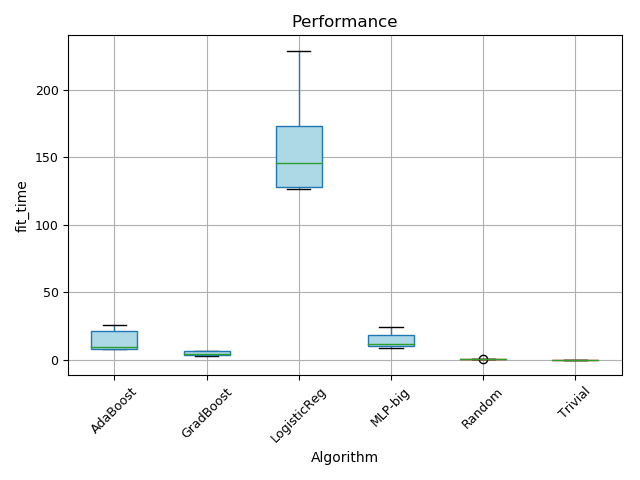 Performance
200
150
100
50
0
fit_time
AdaBoost
GradBoost
LogisticReg
MLP-big
Random
Trivial
Algorithm